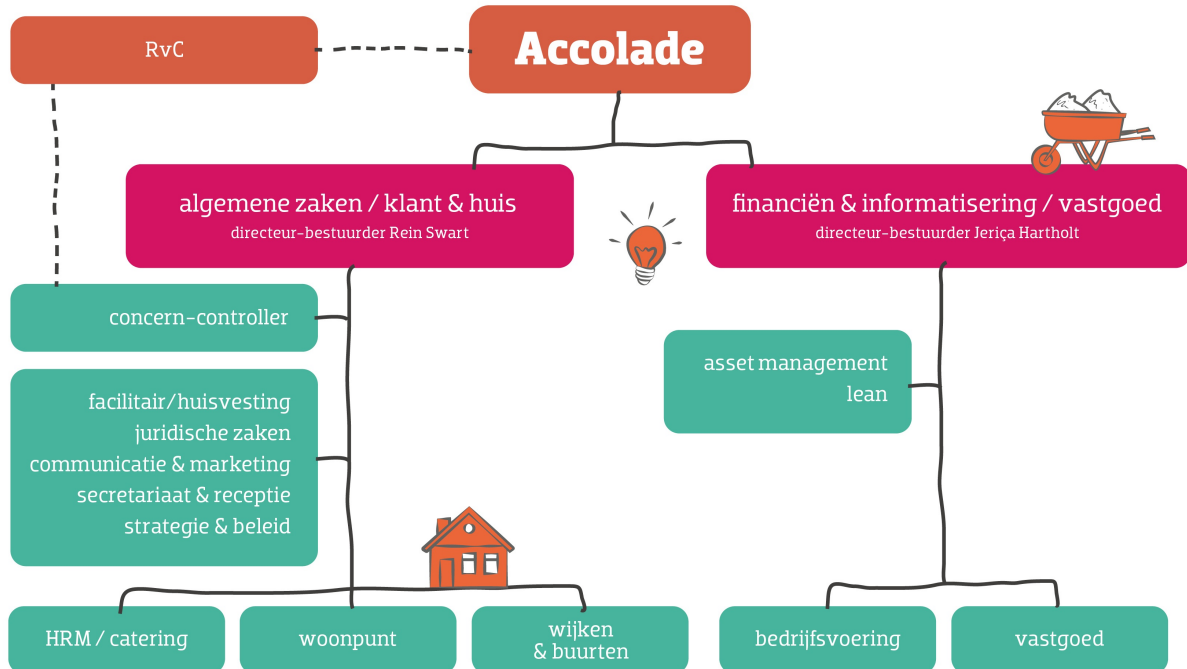 RvC
Accolade
algemene zaken / klant & huis
directeur-bestuurder Rein Swart
financiën & informatisering / vastgoed
directeur-bestuurder Jeriça Hartholt
concern-controller
facilitair/huisvesting
juridische zaken
communicatie & marketing
secretariaat & receptie
strategie & beleid
asset management
lean
HRM / catering
woonpunt
wijken
& buurten
bedrijfsvoering
vastgoed